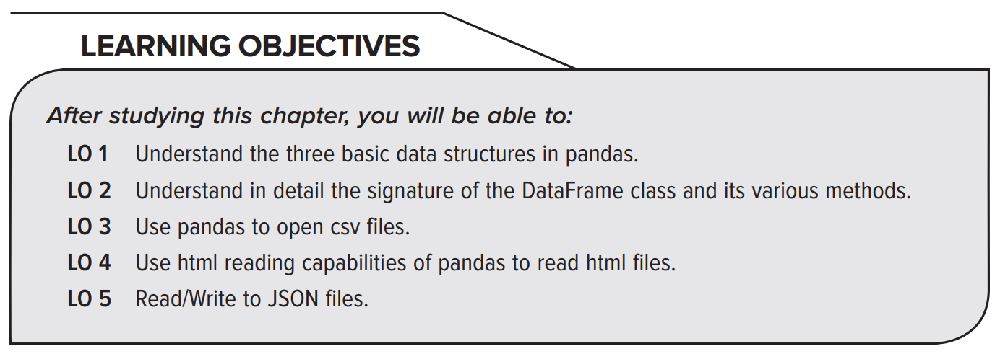 LEARNING OBJECTIVES
After studying this chapter, you will be able to:
LO 1 Understand the three basic data structures in pandas.
LO 2 Understand in detail the signature of the DataFrame class and its various methods.
LO 3 Use pandas to open csv files.
LO 4 Use html reading capabilities of pandas to read html files.
LO 5 Read/Write to JSON files.